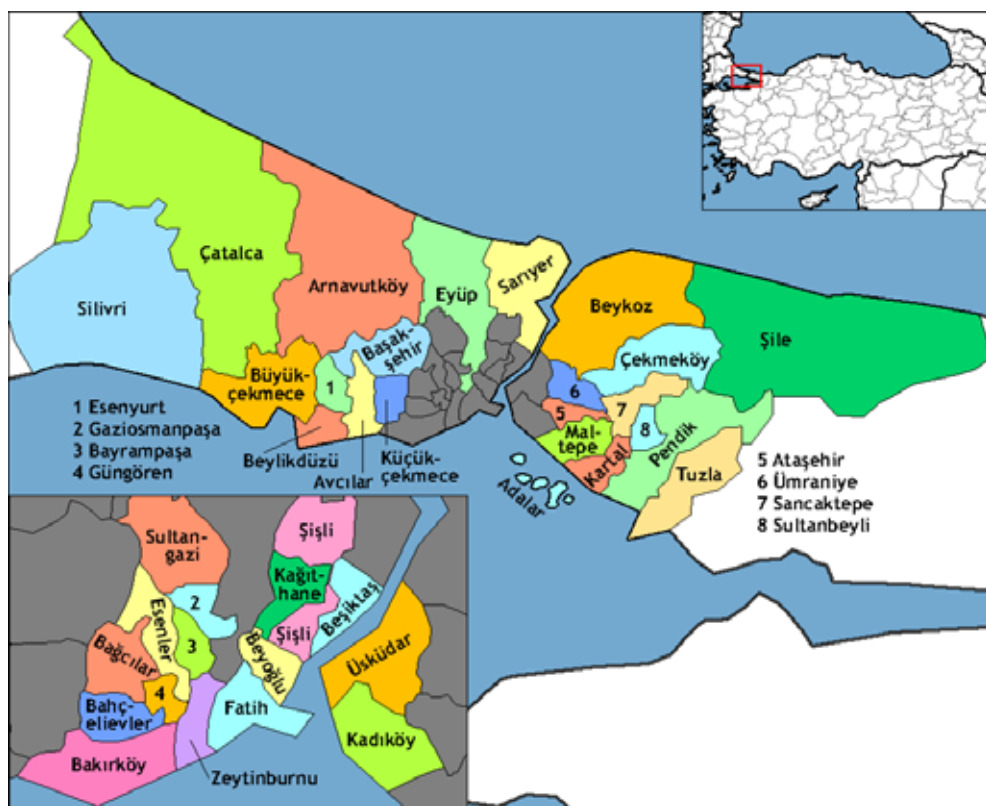 Silivri
Çatalca
Arnavutköy
Eyüp
Sarıyer
Beykoz
Şile
Çekmeköy
Başak-
şehir
Büyük-
çekmece
1
6
5
7
8
Mal-
tepe
Kartal
Pendik
Tuzla
Adalar
Beylikdüzü
Avcılar
Küçük-
çekmece
1 Esenyurt
2 Gaziosmanpaşa
3 Bayrampaşa
4 Güngören
5 Ataşehir
6 Ümraniye
7 Sancaktepe
8 Sultanbeyli
Sultan-
gazi
Şişli
Kağıt-
hane
2
Esenler
3
Şişli
Beşiktaş
Bağcılar
Beyoğlu
Üsküdar
4
Bahç-
elievler
Fatih
Kadıköy
Bakırköy
Zeytinburnu